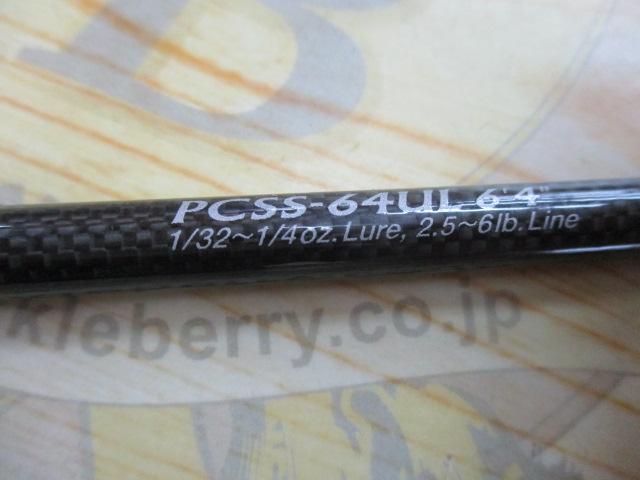 PCSS-64UL 6'4"
1/32~1/4oz. Lure, 2.5~6lb. Line
kleberry.co.jp